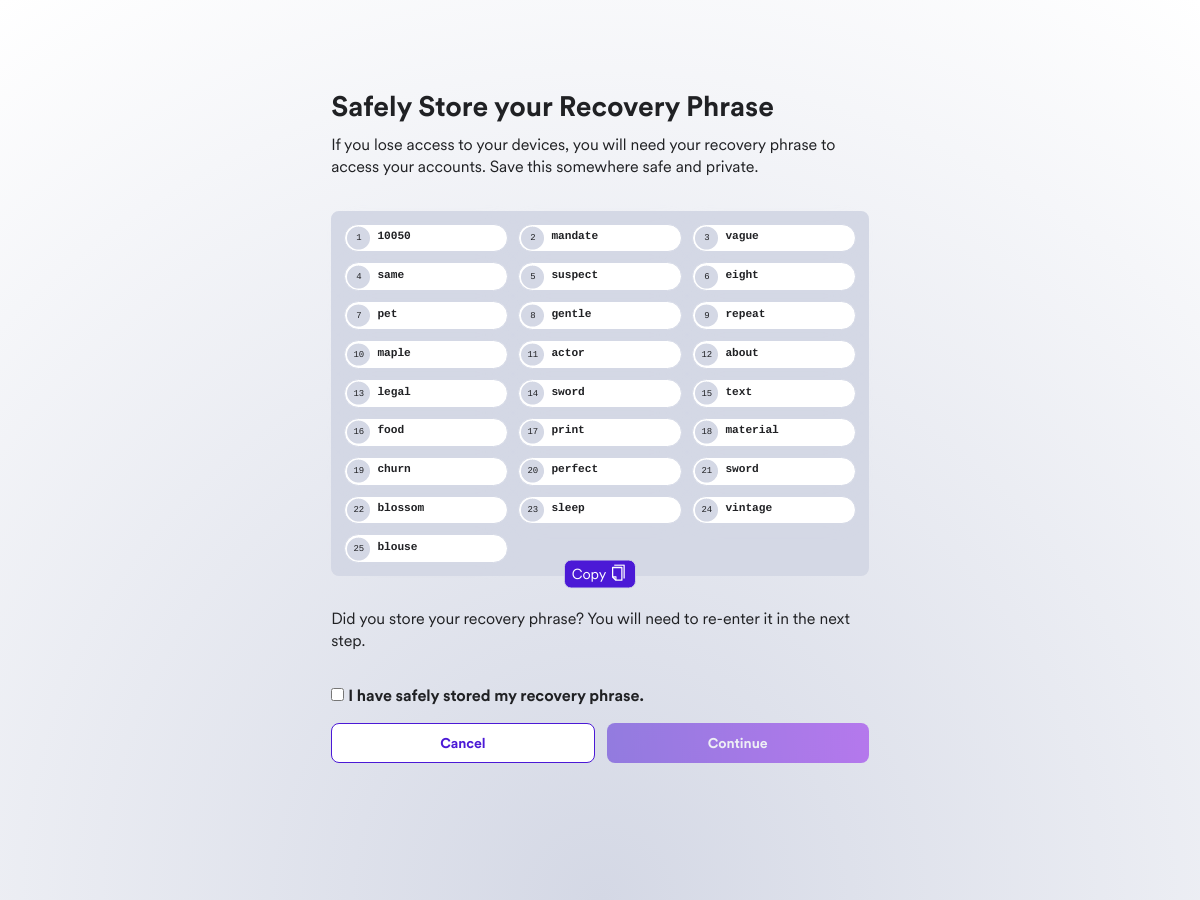 Safely Store your Recovery Phrase
If you lose access to your devices, you will need your recovery phrase to
access your accounts. Save this somewhere safe and private.
1 10050 2 mandate 3 vague
4 same 5 suspect 6 eight
7 pet 8 gentle 9 repeat
10 maple 11 actor 12 about
13 legal 14 sword 15 text
16 food 17 print 18 material
19 churn 20 perfect 21 sword
22 blossom 23 sleep 24 vintage
25 blouse
Copy
Did you store your recovery phrase? You will need to re-enter it in the next
step.
I have safely stored my recovery phrase.
Cancel Continue